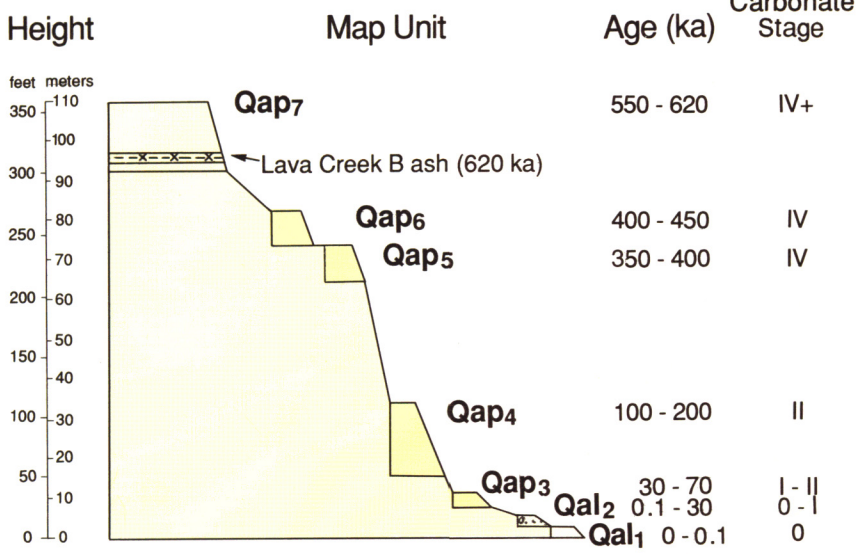 Carbonate
Height Map Unit Age (ka) Stage
feet meters
350 110 Qap7 550 - 620 IV+
100
Lava Creek B ash (620 ka)
300 90
80 Qap6 400 - 450 IV
250
70 Qap5 350 - 400 IV
200 60
150 50
40
100 30 Qap4 100 - 200 II
20
50 Qap3 30 - 70 I - II
10 Qal2 0.1 - 30 0 - I
0 0 Qal1 0 - 0.1 0
x x x